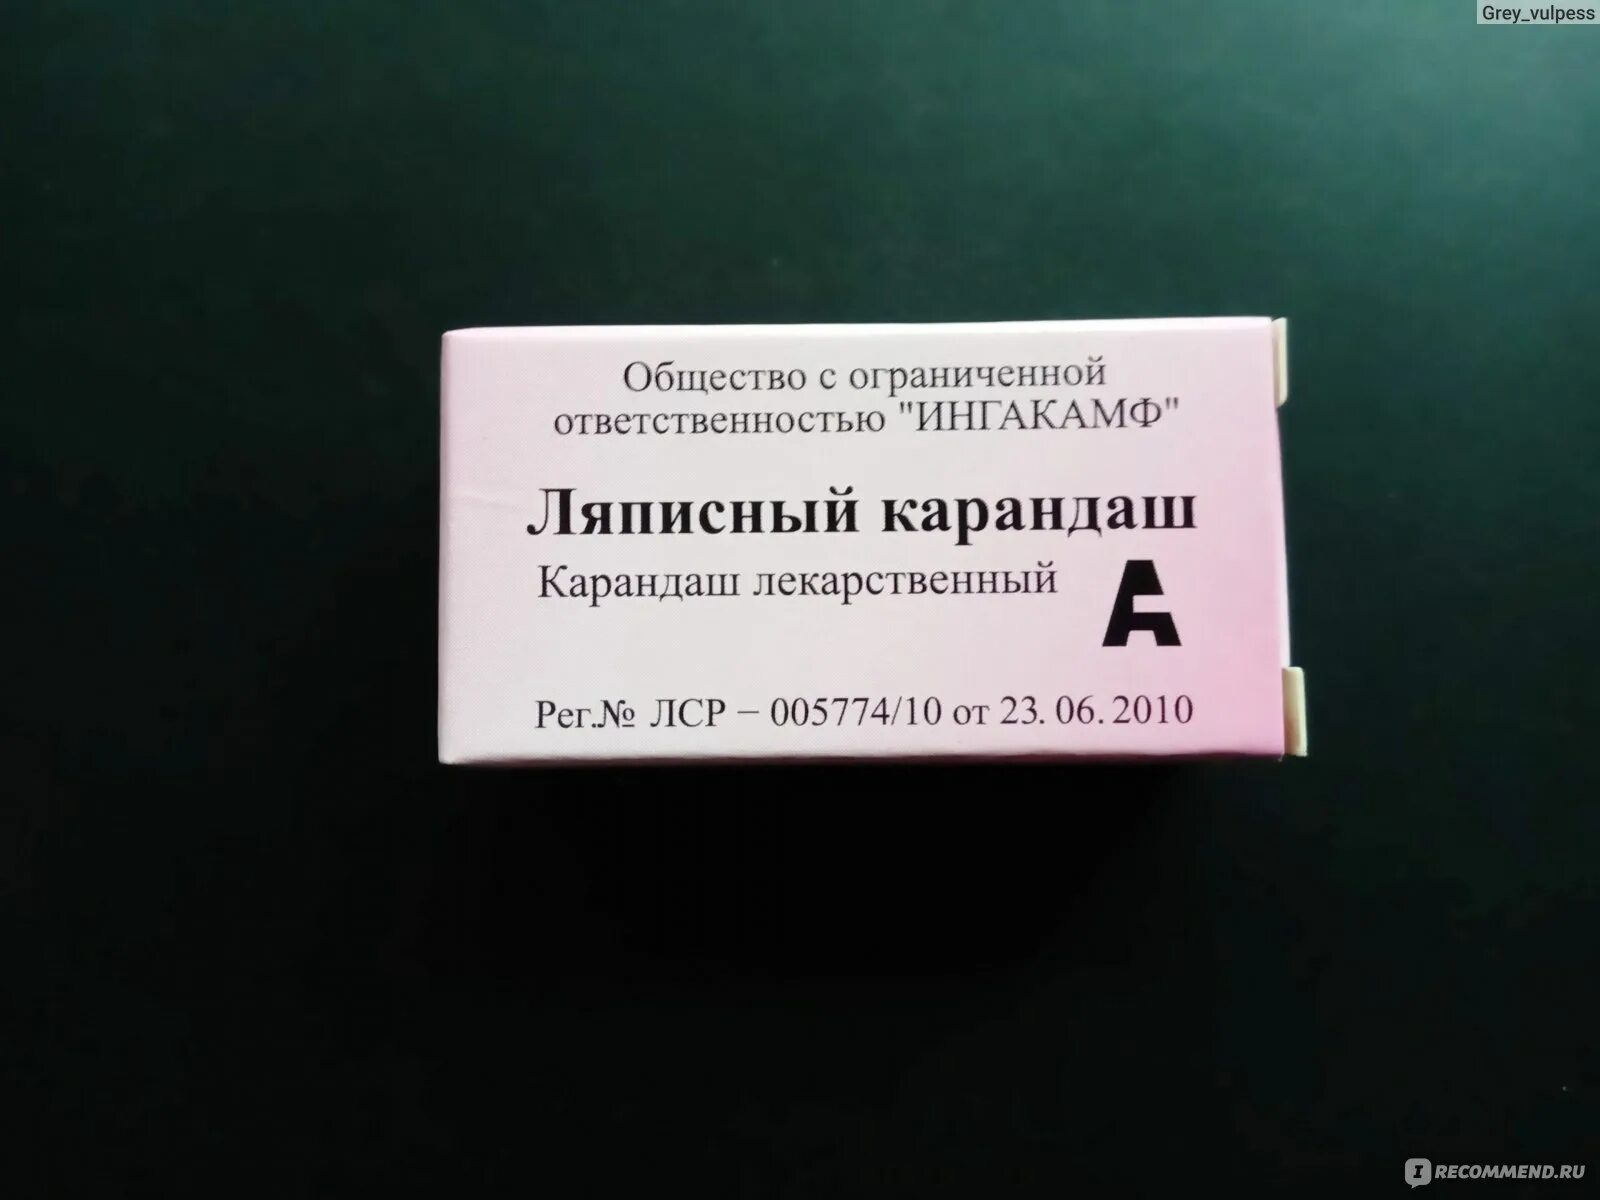 Grey_vulpess
Общество с ограниченной
ответственностью "ИНГАКАМФ"
Ляписный карандаш
Карандаш лекарственный
А
Рег.№ ЛСР – 005774/10 от 23. 06. 2010
I RECOMMEND.RU